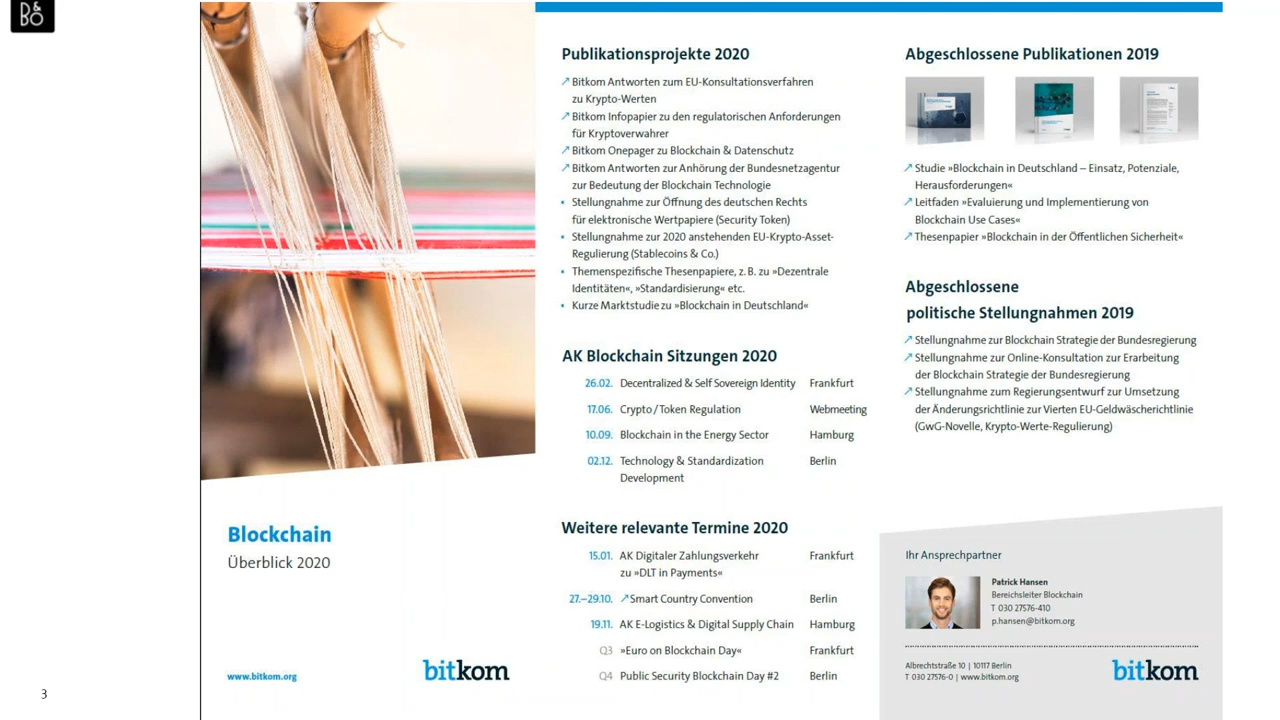 B&O
Publikationsprojekte 2020
↗ Bitkom Antworten zum EU-Konsultationsverfahren
zu Krypto-Werten
↗ Bitkom Infopapier zu den regulatorischen Anforderungen
für Kryptoverwahrer
↗ Bitkom Onepager zu Blockchain & Datenschutz
↗ Bitkom Antworten zur Anhörung der Bundesnetzagentur
zur Bedeutung der Blockchain Technologie
• Stellungnahme zur Öffnung des deutschen Rechts
für elektronische Wertpapiere (Security Token)
• Stellungnahme zur 2020 anstehenden EU-Krypto-Asset-
Regulierung (Stablecoins & Co.)
• Themenspezifische Thesenpapiere, z. B. zu »Dezentrale
Identitäten«, »Standardisierung« etc.
• Kurze Marktstudie zu »Blockchain in Deutschland«
AK Blockchain Sitzungen 2020
26.02. Decentralized & Self Sovereign Identity Frankfurt
17.06. Crypto / Token Regulation Webmeeting
10.09. Blockchain in the Energy Sector Hamburg
02.12. Technology & Standardization Berlin
Development
Weitere relevante Termine 2020
15.01. AK Digitaler Zahlungsverkehr Frankfurt
zu »DLT in Payments«
27.–29.10. ↗ Smart Country Convention Berlin
19.11. AK E-Logistics & Digital Supply Chain Hamburg
Q3 »Euro on Blockchain Day« Frankfurt
Q4 Public Security Blockchain Day #2 Berlin
Abgeschlossene Publikationen 2019
↗ Studie »Blockchain in Deutschland – Einsatz, Potenziale,
Herausforderungen«
↗ Leitfaden »Evaluierung und Implementierung von
Blockchain Use Cases«
↗ Thesenpapier »Blockchain in der Öffentlichen Sicherheit«
Abgeschlossene
politische Stellungnahmen 2019
↗ Stellungnahme zur Blockchain Strategie der Bundesregierung
↗ Stellungnahme zur Online-Konsultation zur Erarbeitung
der Blockchain Strategie der Bundesregierung
↗ Stellungnahme zum Regierungsentwurf zur Umsetzung
der Änderungsrichtlinie zur Vierten EU-Geldwäscherichtlinie
(GwG-Novelle, Krypto-Werte-Regulierung)
Blockchain
Überblick 2020
www.bitkom.org
bitkom
Ihr Ansprechpartner
Patrick Hansen
Bereichsleiter Blockchain
T 030 27576-410
p.hansen@bitkom.org
Albrechtstraße 10 | 10117 Berlin
T 030 27576-0 | www.bitkom.org
bitkom
3